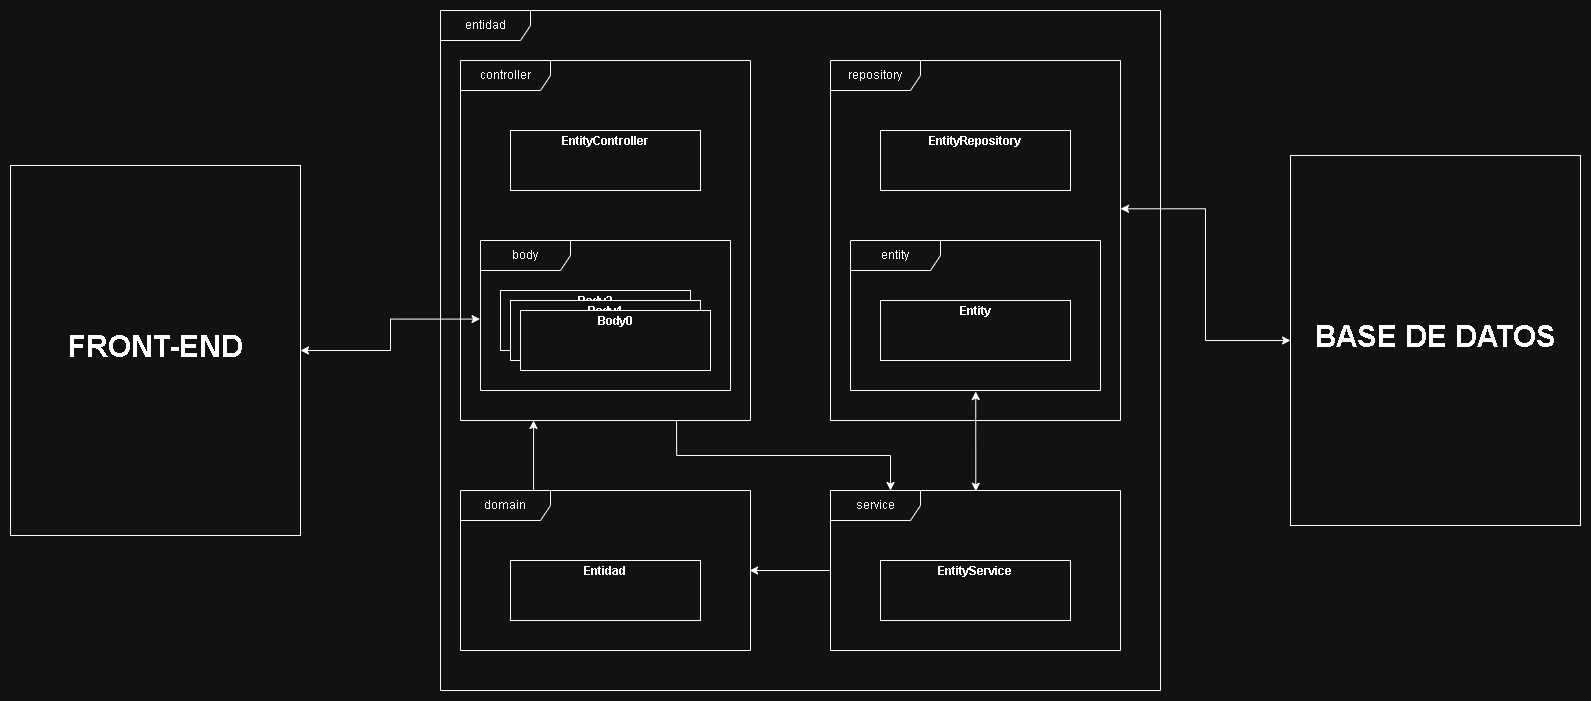 entidad
controller
repository
EntityController
EntityRepository
body
entity
Body2
Body1
Body0
Entity
FRONT-END
BASE DE DATOS
domain
service
Entidad
EntityService